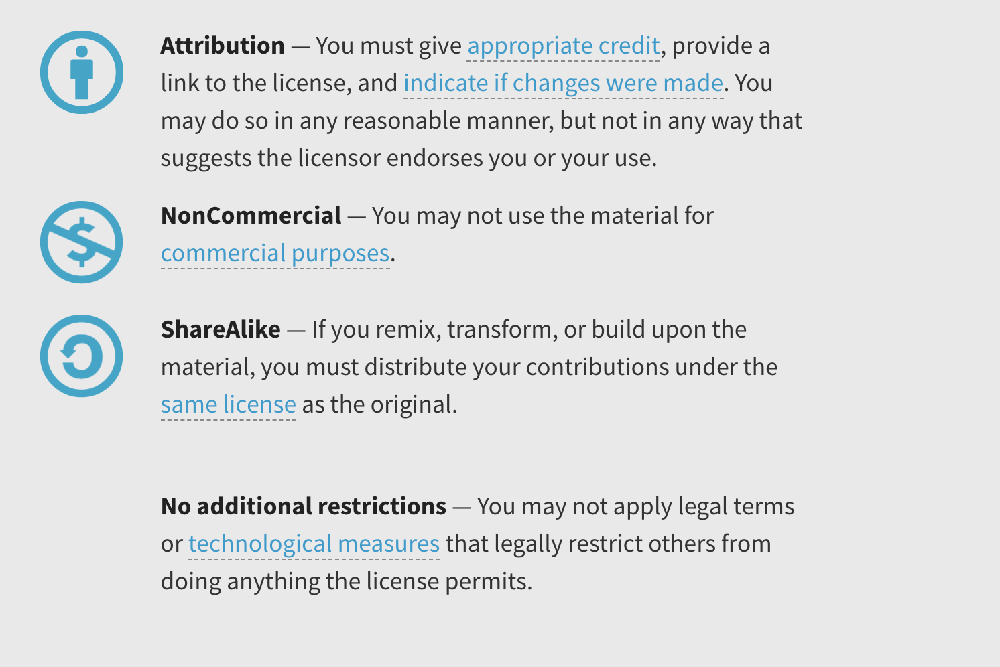 Attribution — You must give appropriate credit, provide a
link to the license, and indicate if changes were made. You
may do so in any reasonable manner, but not in any way that
suggests the licensor endorses you or your use.
NonCommercial — You may not use the material for
commercial purposes.
ShareAlike — If you remix, transform, or build upon the
material, you must distribute your contributions under the
same license as the original.
No additional restrictions — You may not apply legal terms
or technological measures that legally restrict others from
doing anything the license permits.